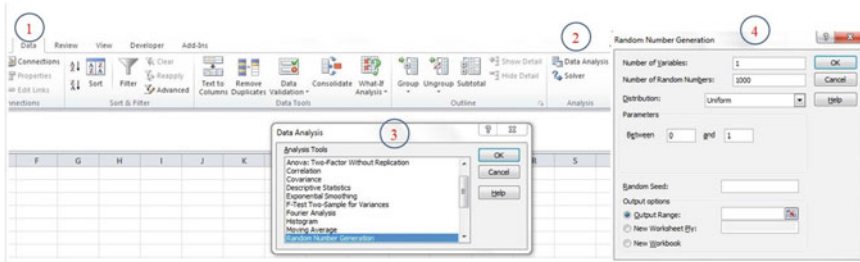 1
2
Data Review View Developer Add-Ins
Connections
Properties
Edit Links
Sort
Filter
Clear
Reapply
Advanced
Text to Columns
Remove Duplicates
Data Validation
Consolidate
What-If Analysis
Group
Ungroup
Subtotal
Show Detail
Hide Detail
Data Analysis
Solver
Sort & Filter
Data Tools
Outline
Analysis
F G H I J K R S
3
Data Analysis
Analysis Tools
Anova: Two-Factor Without Replication
Correlation
Covariance
Descriptive Statistics
Exponential Smoothing
F-Test Two-Sample for Variances
Fourier Analysis
Histogram
Moving Average
Random Number Generation
OK
Cancel
Help
4
Random Number Generation
Number of Variables: 1
Number of Random Numbers: 1000
Distribution: Uniform
Parameters
Between 0 and 1
Random Seed:
Output options
Output Range:
New Worksheet Ply:
New Workbook
OK
Cancel
Help